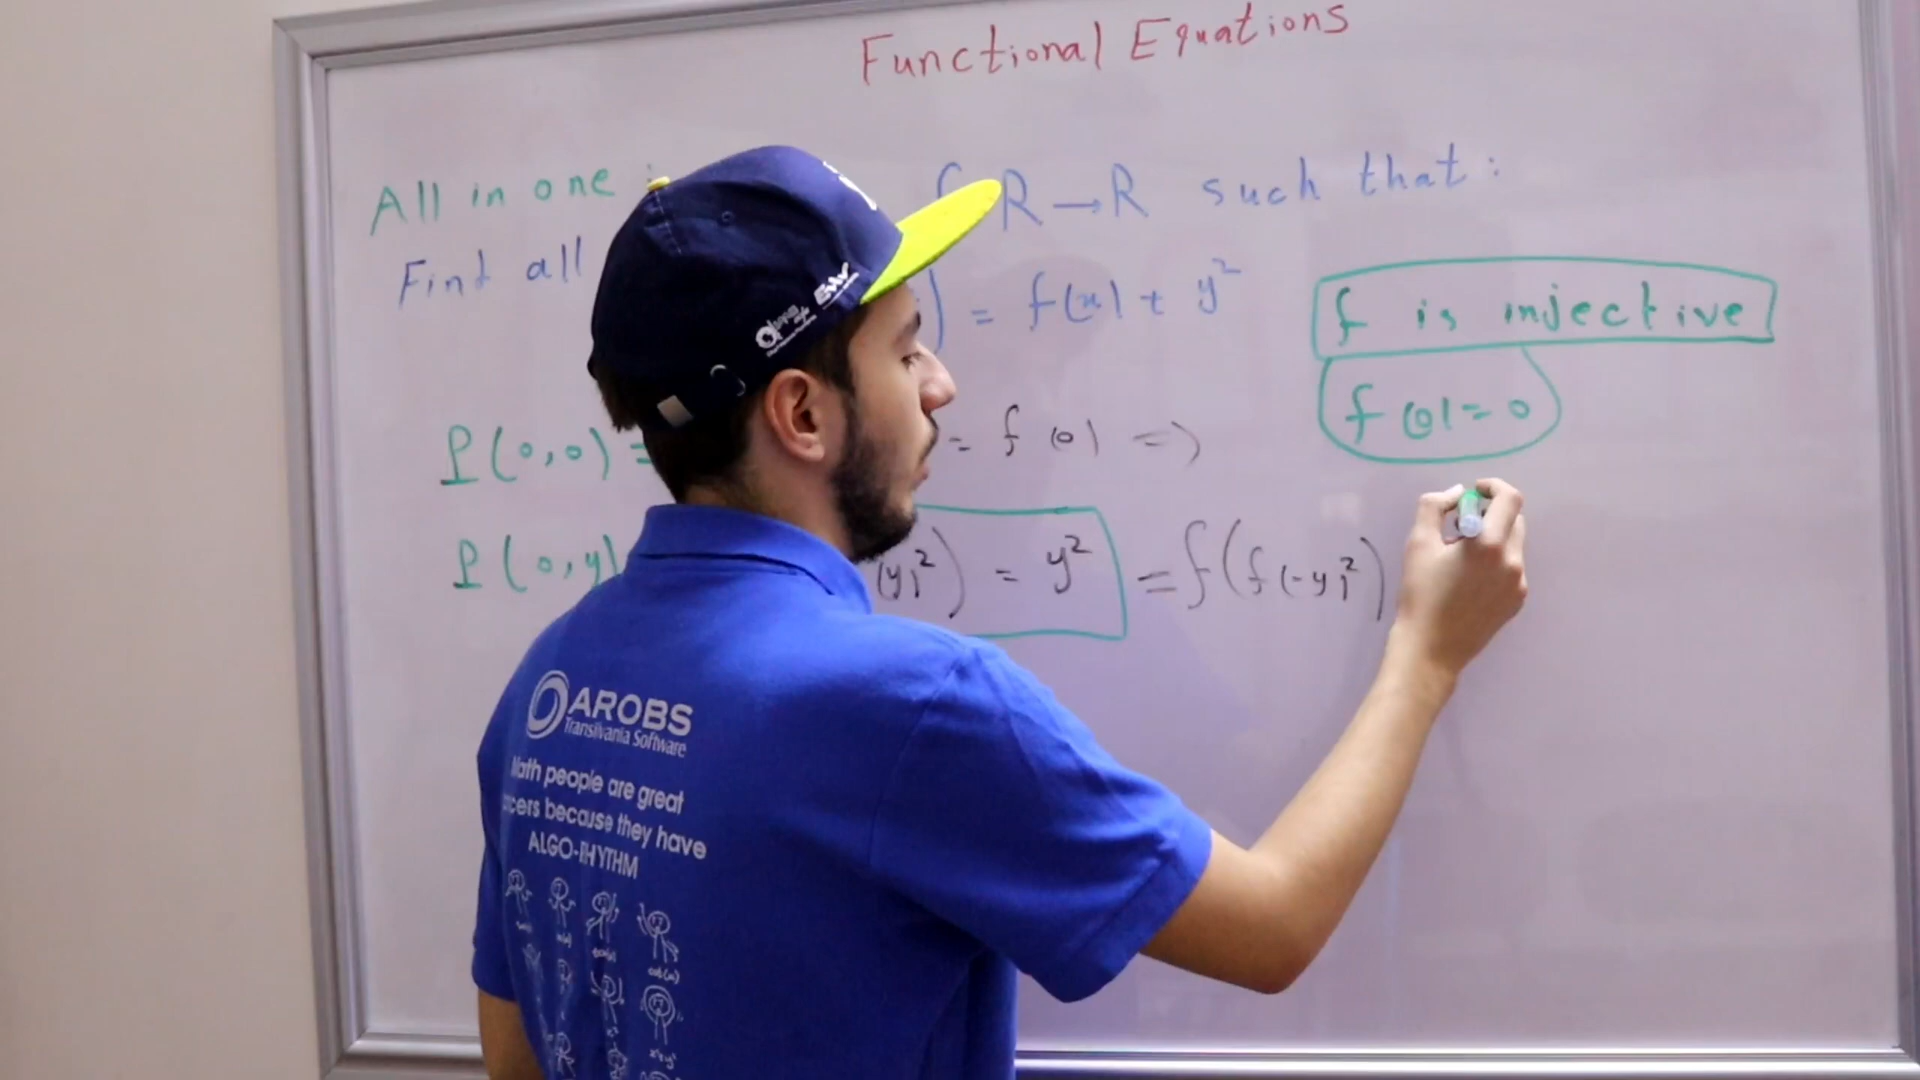 Functional Equations
All in one
Find all R → R such that:
) = f(x) + y²
f is injective
f(0) = 0
P(0,0) = = f(0) =>
P(0,y) (y)²) = y² = f(f(-y)²)
AROBS
Transilvania Software
Math people are great
because they have
ALGO-RHYTHM